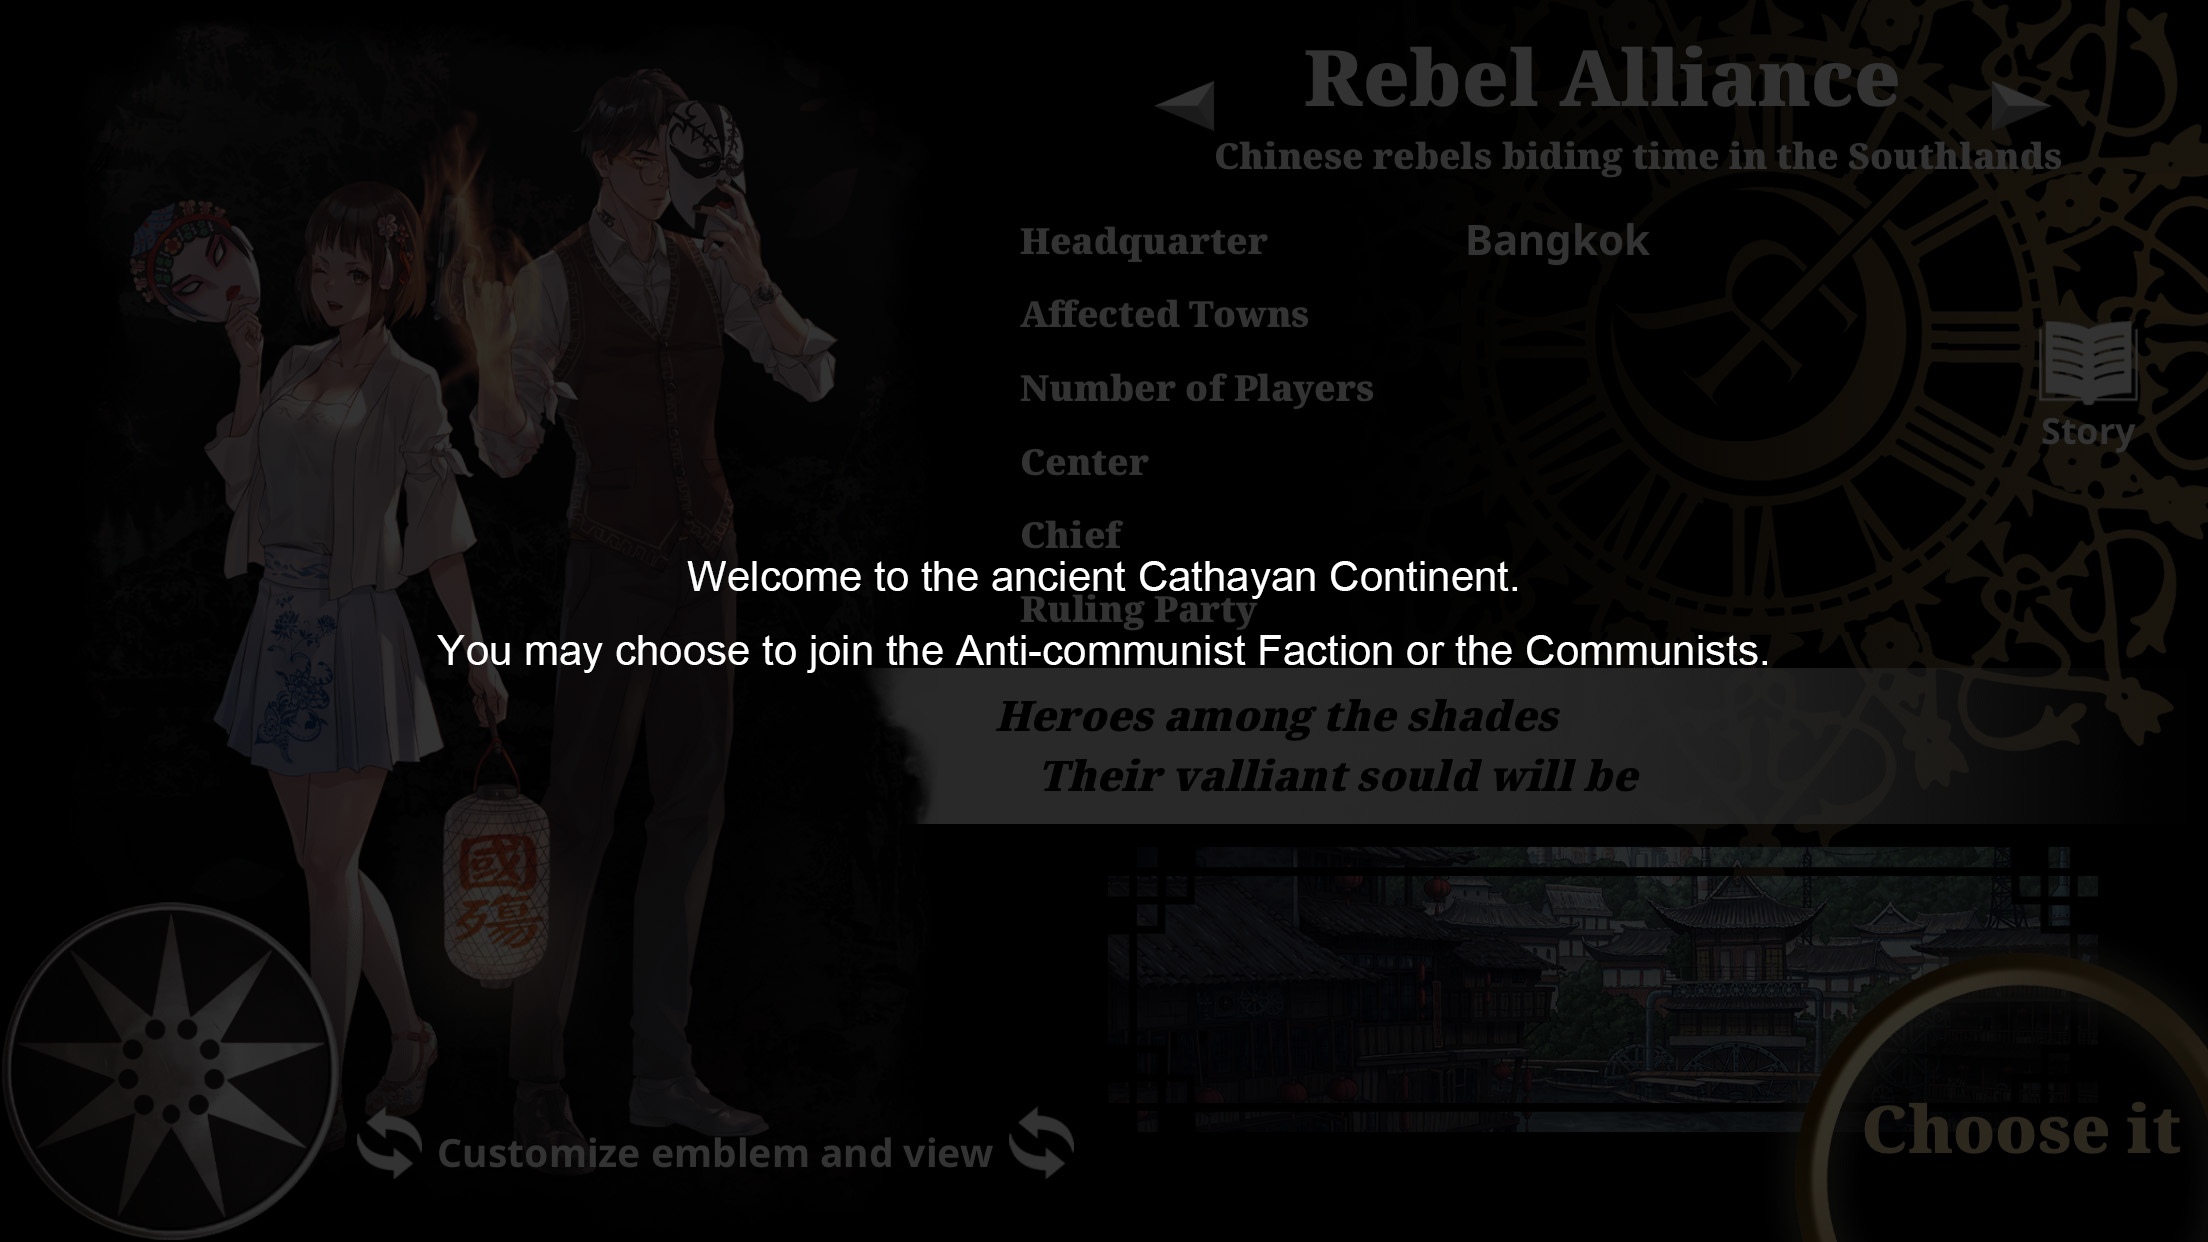 Rebel Alliance
Chinese rebels biding time in the Southlands
Headquarter Bangkok
Affected Towns
Number of Players
Center
Chief
Ruling Party
Story
Welcome to the ancient Cathayan Continent.
You may choose to join the Anti-communist Faction or the Communists.
Heroes among the shades
Their valliant sould will be
國
殤
Customize emblem and view
Choose it